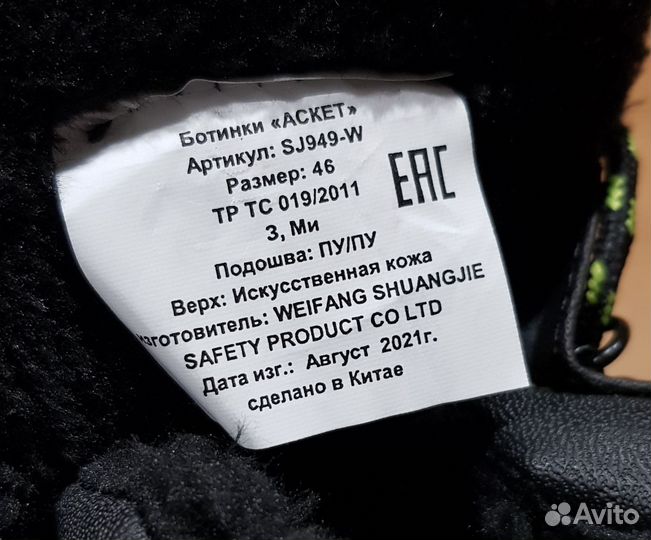 Ботинки «АСКЕТ»
Артикул: SJ949-W
Размер: 46
ТР ТС 019/2011
З, Ми
Подошва: ПУ/ПУ
Верх: Искусственная кожа
изготовитель: WEIFANG SHUANGJIE
SAFETY PRODUCT CO LTD
Дата изг.: Август 2021г.
сделано в Китае
EAC
Avito